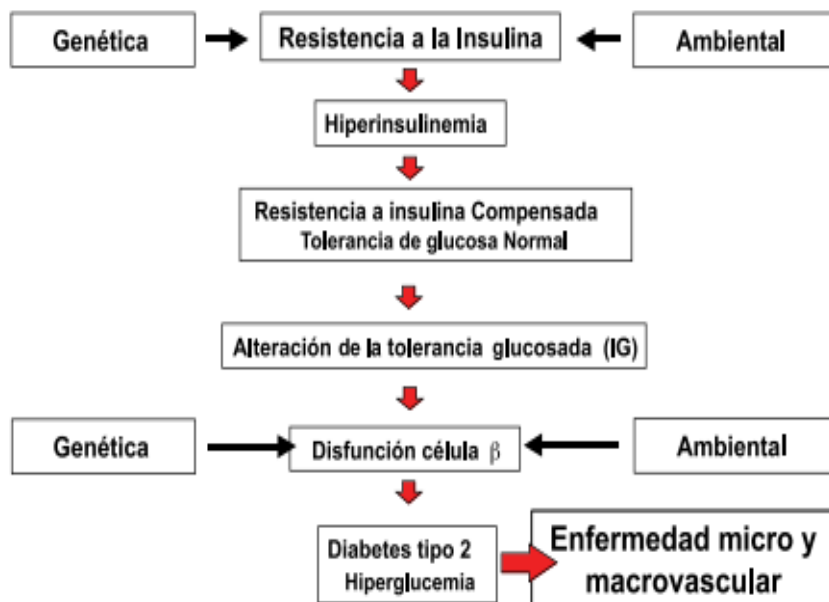 Genética
Resistencia a la Insulina
Ambiental
Hiperinsulinemia
Resistencia a insulina Compensada
Tolerancia de glucosa Normal
Alteración de la tolerancia glucosada (IG)
Genética
Disfunción célula β
Ambiental
Diabetes tipo 2
Hiperglucemia
Enfermedad micro y
macrovascular